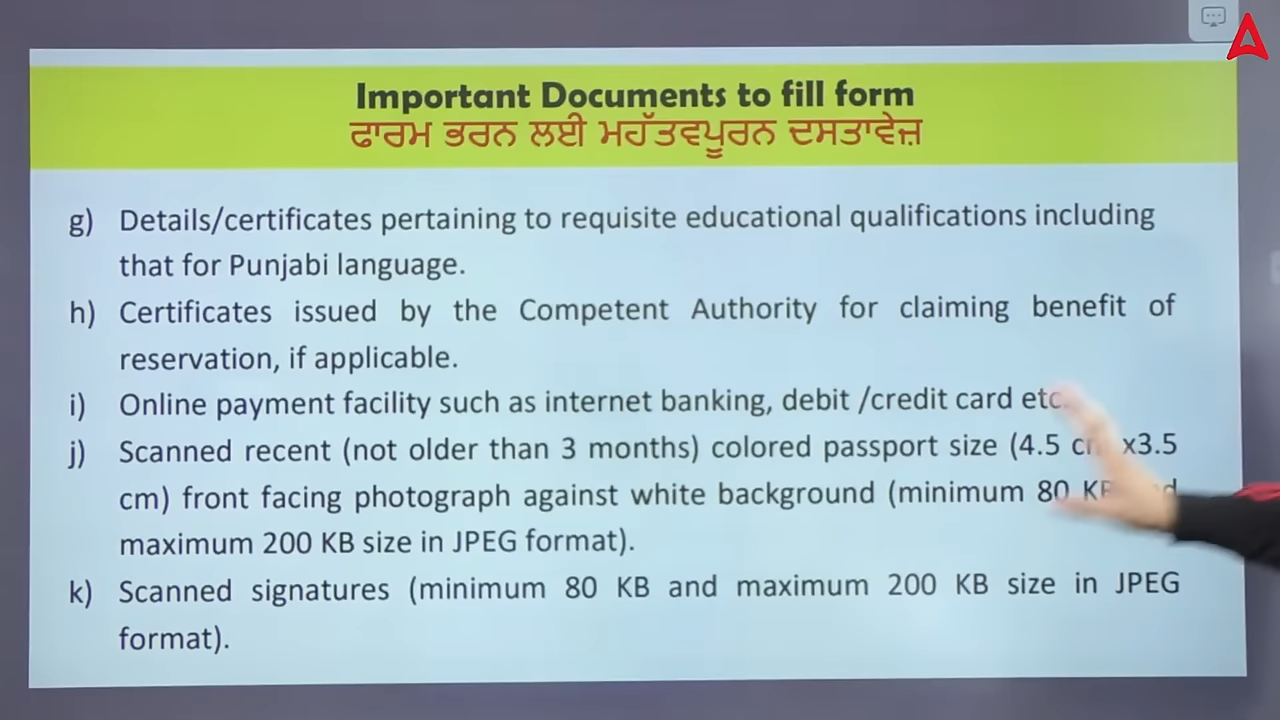 Important Documents to fill form
ਫਾਰਮ ਭਰਨ ਲਈ ਮਹੱਤਵਪੂਰਨ ਦਸਤਾਵੇਜ਼
g) Details/certificates pertaining to requisite educational qualifications including
that for Punjabi language.
h) Certificates issued by the Competent Authority for claiming benefit of
reservation, if applicable.
i) Online payment facility such as internet banking, debit /credit card etc.
j) Scanned recent (not older than 3 months) colored passport size (4.5 x3.5
cm) front facing photograph against white background (minimum 80
maximum 200 KB size in JPEG format).
k) Scanned signatures (minimum 80 KB and maximum 200 KB size in JPEG
format).